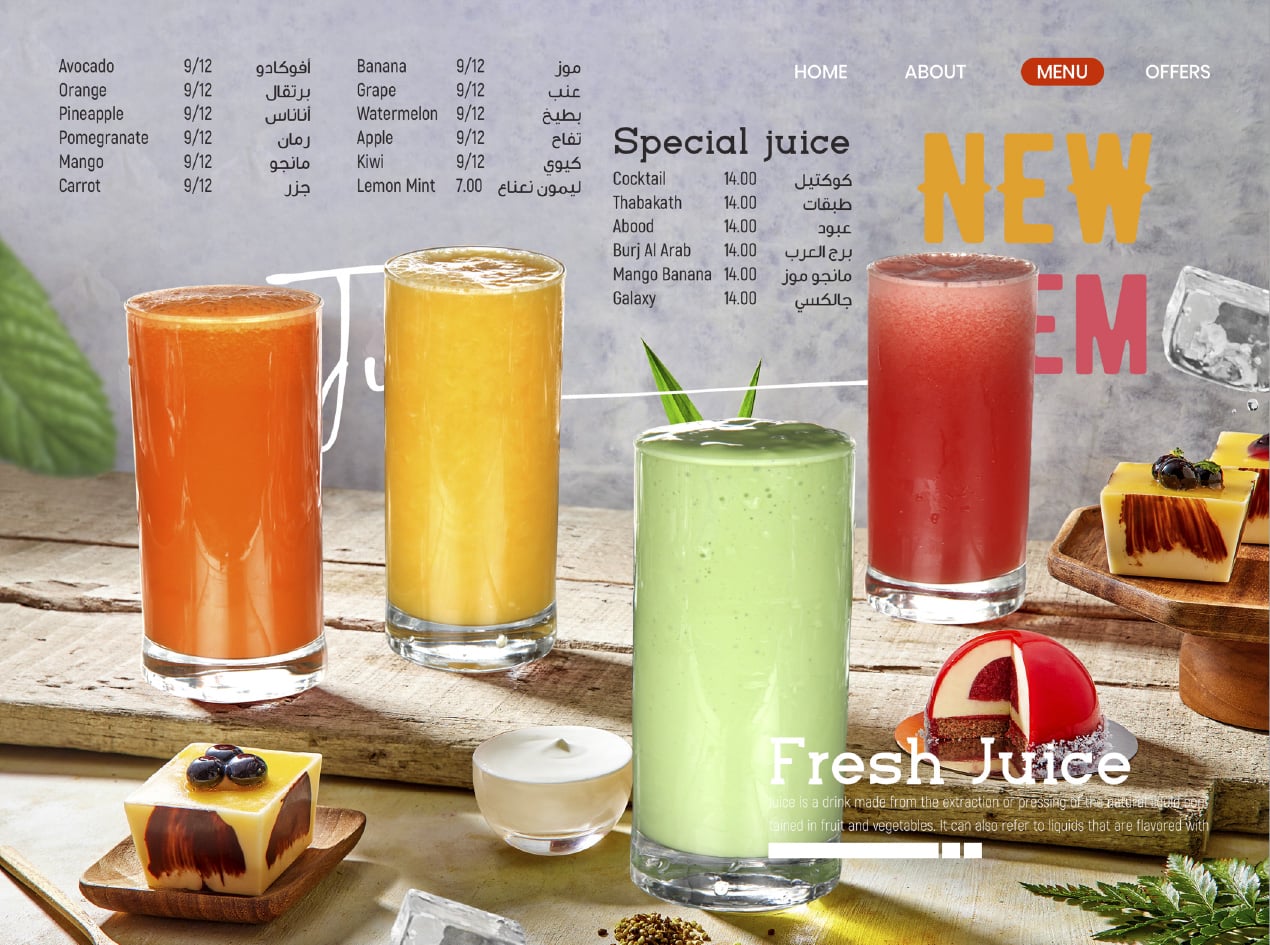 HOME ABOUT MENU OFFERS
Avocado 9/12 أفوكادو
Orange 9/12 برتقال
Pineapple 9/12 أناناس
Pomegranate 9/12 رمان
Mango 9/12 مانجو
Carrot 9/12 جزر
Banana 9/12 موز
Grape 9/12 عنب
Watermelon 9/12 بطيخ
Apple 9/12 تفاح
Kiwi 9/12 كيوي
Lemon Mint 7.00 ليمون نعناع
Special juice
Cocktail 14.00 كوكتيل
Thabakath 14.00 طبقات
Abood 14.00 عبود
Burj Al Arab 14.00 برج العرب
Mango Banana 14.00 مانجو موز
Galaxy 14.00 جالكسي
NEW
EM
Fresh Juice
juice is a drink made from the extraction or pressing of the natural liquid con
tained in fruit and vegetables. It can also refer to liquids that are flavored with